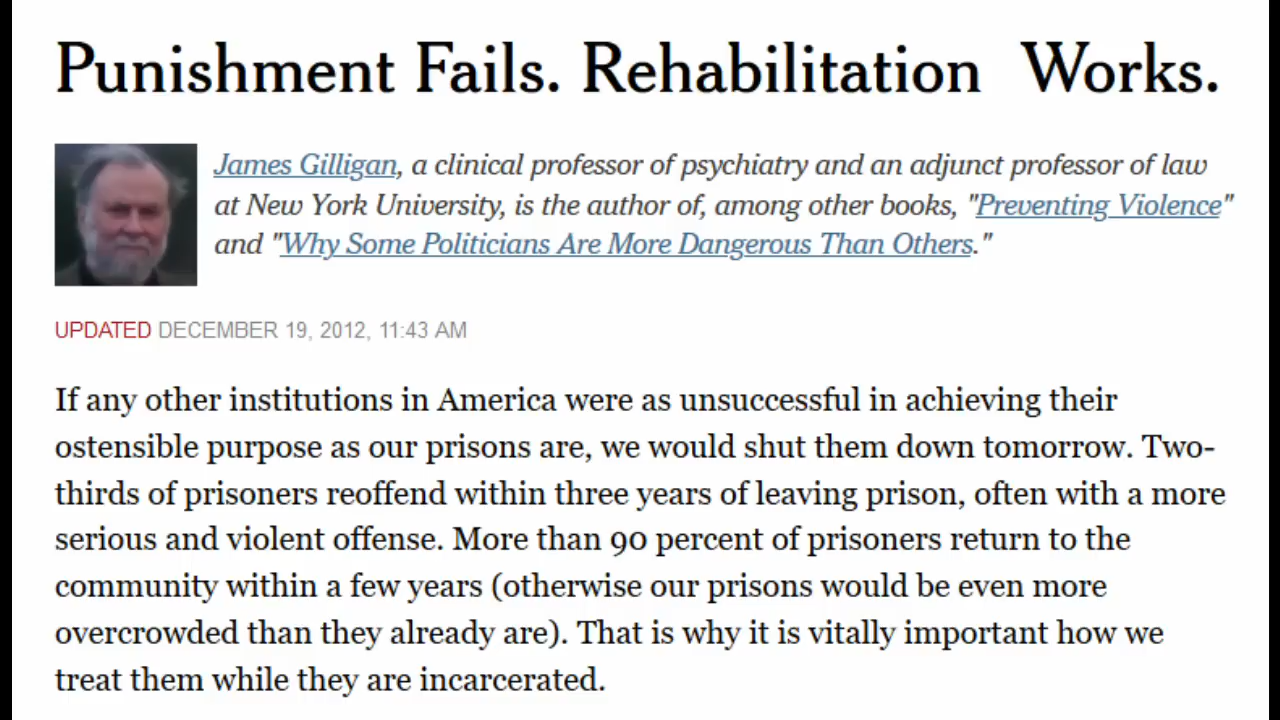 Punishment Fails. Rehabilitation Works.
James Gilligan, a clinical professor of psychiatry and an adjunct professor of law
at New York University, is the author of, among other books, "Preventing Violence"
and "Why Some Politicians Are More Dangerous Than Others."
UPDATED DECEMBER 19, 2012, 11:43 AM
If any other institutions in America were as unsuccessful in achieving their
ostensible purpose as our prisons are, we would shut them down tomorrow. Two-
thirds of prisoners reoffend within three years of leaving prison, often with a more
serious and violent offense. More than 90 percent of prisoners return to the
community within a few years (otherwise our prisons would be even more
overcrowded than they already are). That is why it is vitally important how we
treat them while they are incarcerated.